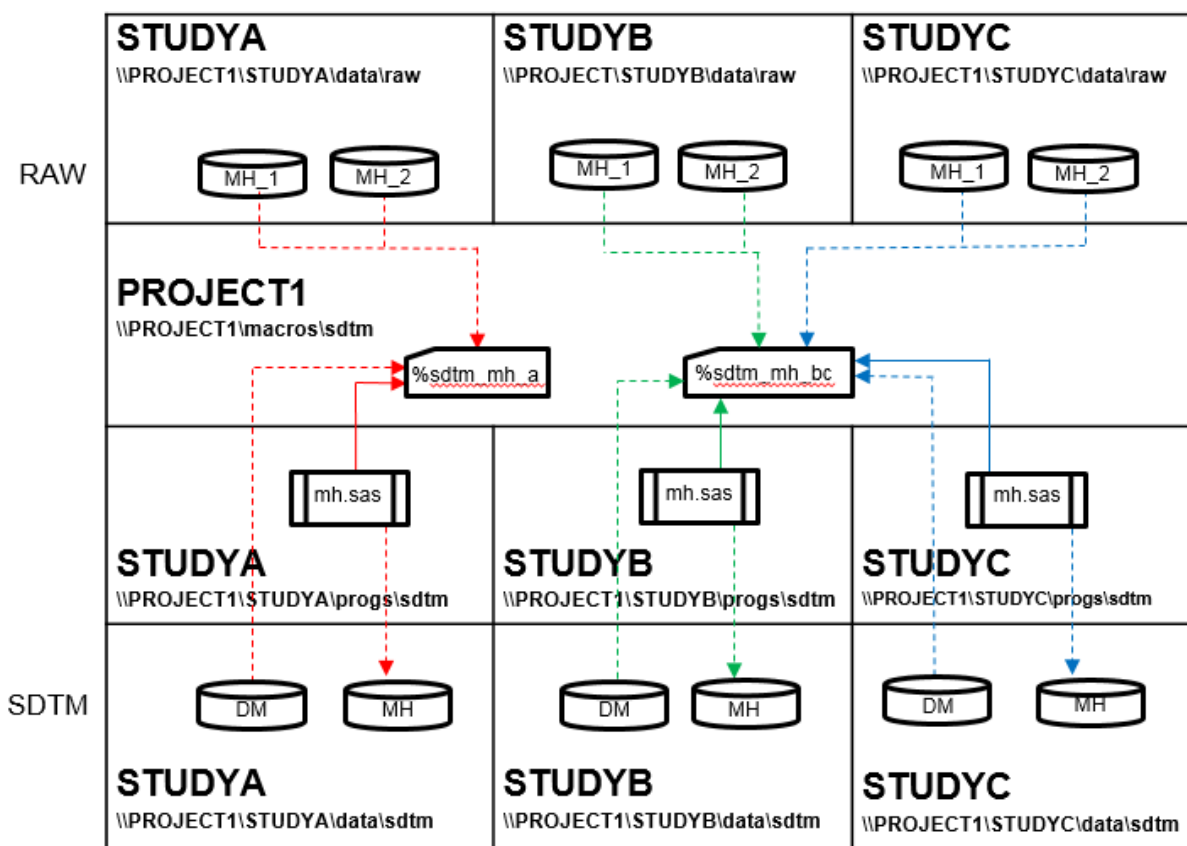 STUDYA
\\PROJECT1\STUDYA\data\raw
STUDYB
\\PROJECT\STUDYB\data\raw
STUDYC
\\PROJECT1\STUDYC\data\raw
RAW
MH_1
MH_2
MH_1
MH_2
MH_1
MH_2
PROJECT1
\\PROJECT1\macros\sdtm
%sdtm_mh_a
%sdtm_mh_bc
mh.sas
mh.sas
mh.sas
STUDYA
\\PROJECT1\STUDYA\progs\sdtm
STUDYB
\\PROJECT1\STUDYB\progs\sdtm
STUDYC
\\PROJECT1\STUDYC\progs\sdtm
SDTM
DM
MH
DM
MH
DM
MH
STUDYA
\\PROJECT1\STUDYA\data\sdtm
STUDYB
\\PROJECT1\STUDYB\data\sdtm
STUDYC
\\PROJECT1\STUDYC\data\sdtm